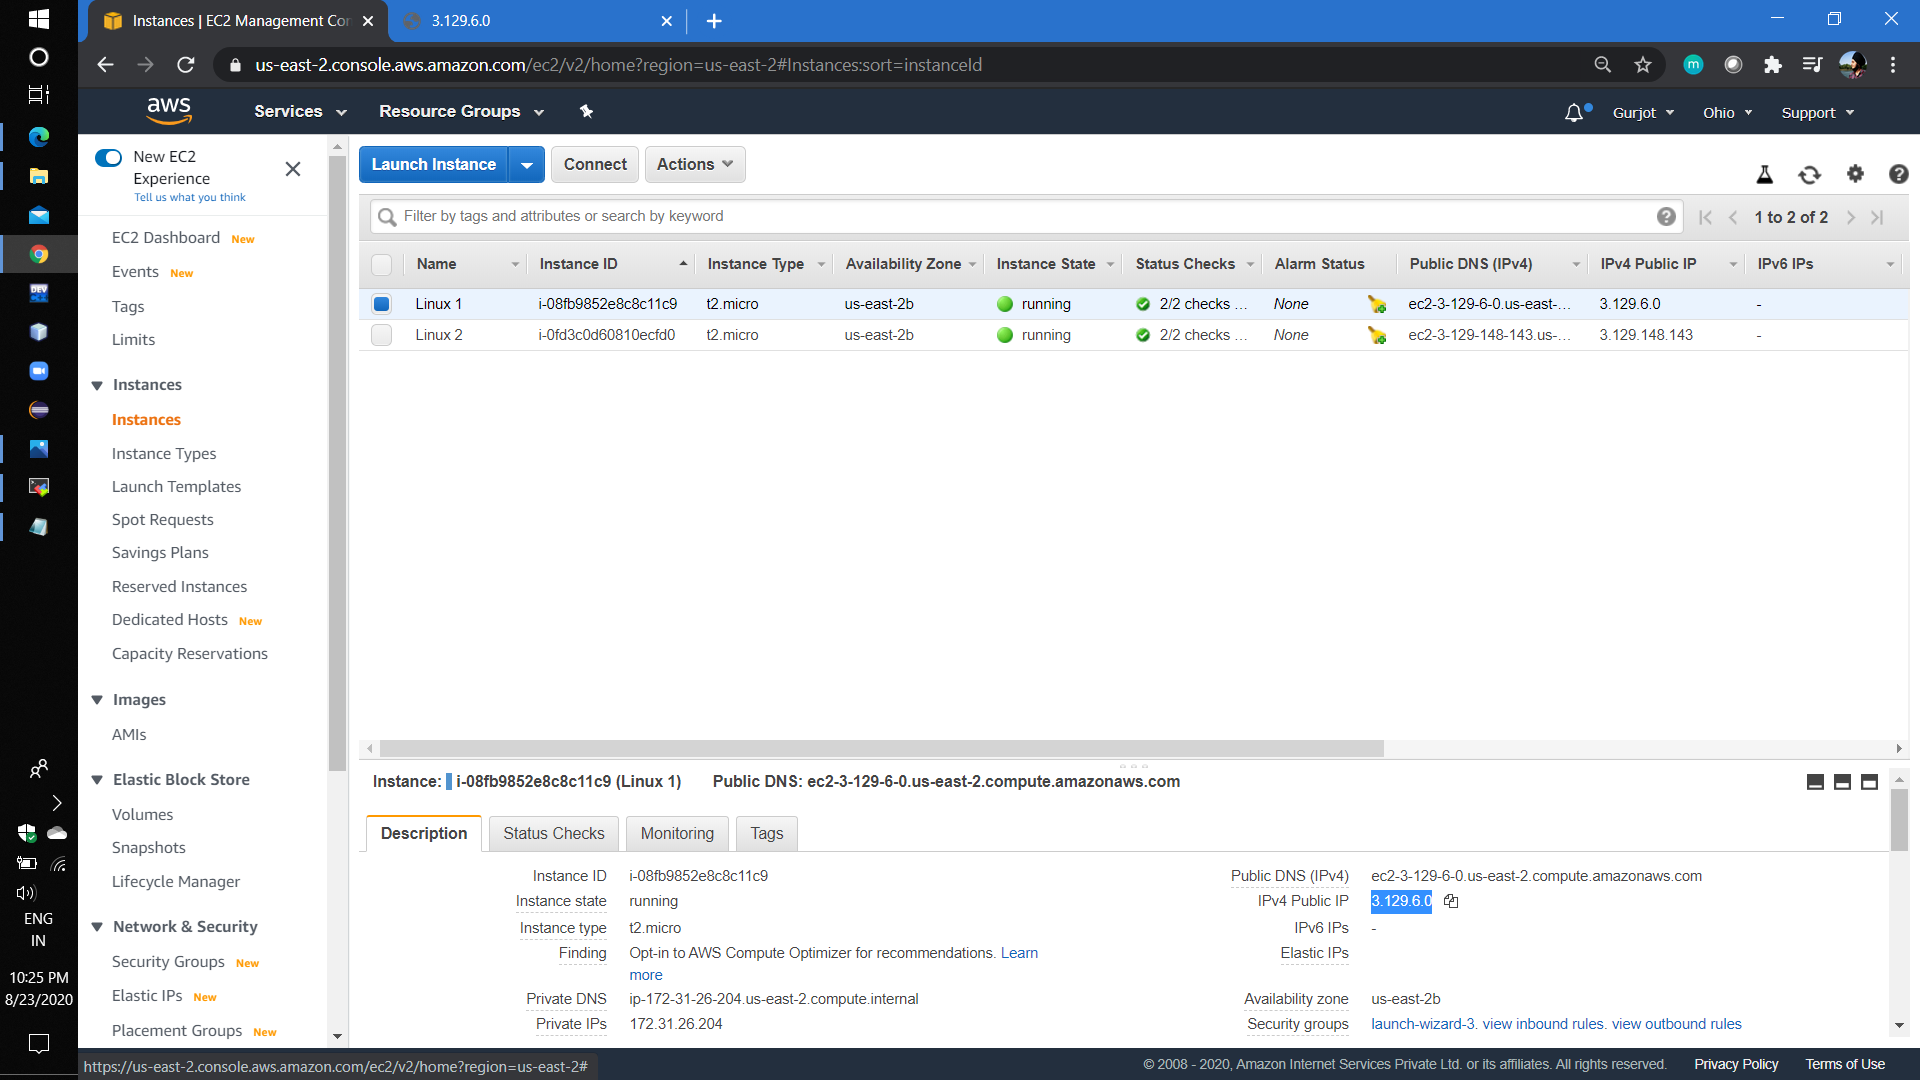 Instances | EC2 Management Con
3.129.6.0
us-east-2.console.aws.amazon.com/ec2/v2/home?region=us-east-2#Instances:sort=instanceId
m
aws
Services
Resource Groups
Gurjot
Ohio
Support
New EC2
Experience
Tell us what you think
EC2 Dashboard New
Events New
Tags
Limits
Instances
Instances
Instance Types
Launch Templates
Spot Requests
Savings Plans
Reserved Instances
Dedicated Hosts New
Capacity Reservations
Images
AMIs
Elastic Block Store
Volumes
Snapshots
Lifecycle Manager
Network & Security
Security Groups New
Elastic IPs New
Placement Groups New
Launch Instance
Connect
Actions
Filter by tags and attributes or search by keyword
1 to 2 of 2
Name Instance ID Instance Type Availability Zone Instance State Status Checks Alarm Status Public DNS (IPv4) IPv4 Public IP IPv6 IPs
Linux 1 i-08fb9852e8c8c11c9 t2.micro us-east-2b running 2/2 checks ... None ec2-3-129-6-0.us-east-... 3.129.6.0 -
Linux 2 i-0fd3c0d60810ecfd0 t2.micro us-east-2b running 2/2 checks ... None ec2-3-129-148-143.us-... 3.129.148.143 -
Instance: i-08fb9852e8c8c11c9 (Linux 1) Public DNS: ec2-3-129-6-0.us-east-2.compute.amazonaws.com
Description
Status Checks
Monitoring
Tags
Instance ID i-08fb9852e8c8c11c9
Instance state running
Instance type t2.micro
Finding Opt-in to AWS Compute Optimizer for recommendations. Learn
more
Private DNS ip-172-31-26-204.us-east-2.compute.internal
Private IPs 172.31.26.204
Public DNS (IPv4) ec2-3-129-6-0.us-east-2.compute.amazonaws.com
IPv4 Public IP 3.129.6.0
IPv6 IPs -
Elastic IPs
Availability zone us-east-2b
Security groups launch-wizard-3. view inbound rules. view outbound rules
https://us-east-2.console.aws.amazon.com/ec2/v2/home?region=us-east-2#
© 2008 - 2020, Amazon Internet Services Private Ltd. or its affiliates. All rights reserved.
Privacy Policy
Terms of Use
DEV
ENG
IN
10:25 PM
8/23/2020